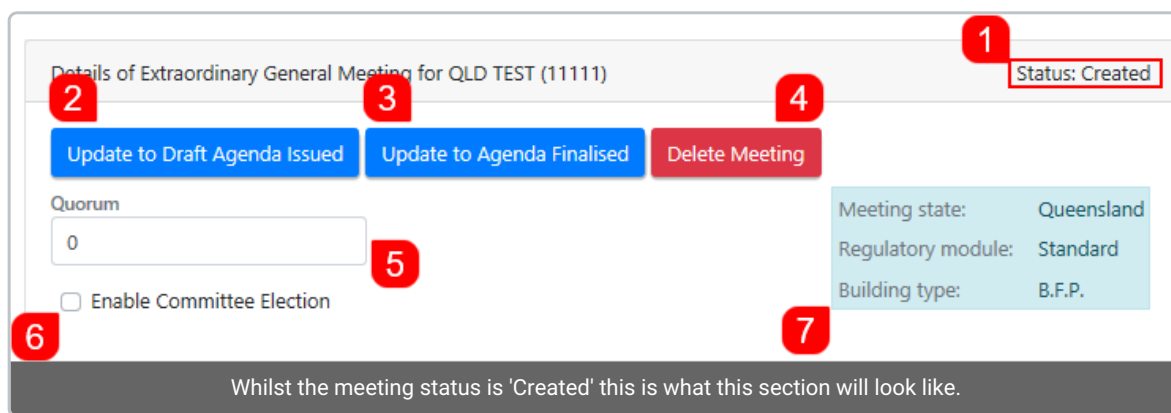 1
Details of Extraordinary General Meeting for QLD TEST (11111)
Status: Created
2
3
4
Update to Draft Agenda Issued
Update to Agenda Finalised
Delete Meeting
Quorum
0
5
Enable Committee Election
6
Meeting state: Queensland
Regulatory module: Standard
Building type: B.F.P.
7
Whilst the meeting status is 'Created' this is what this section will look like.